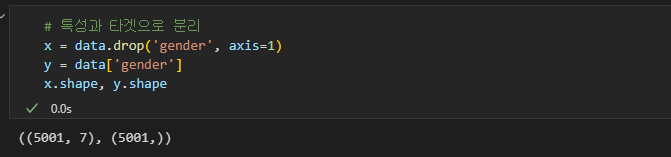 # 특성과 타겟으로 분리
x = data.drop('gender', axis=1)
y = data['gender']
x.shape, y.shape
✓ 0.0s
((5001, 7), (5001,))